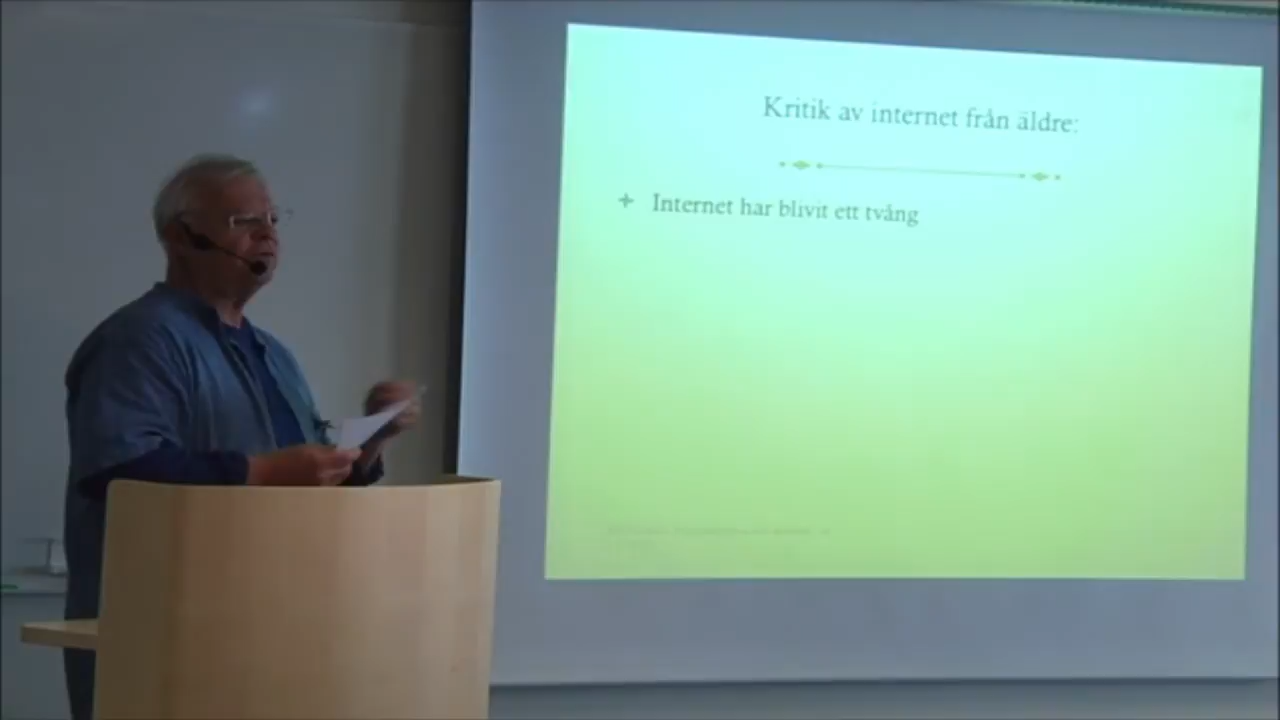 Kritik av internet från äldre:
Internet har blivit ett tvång